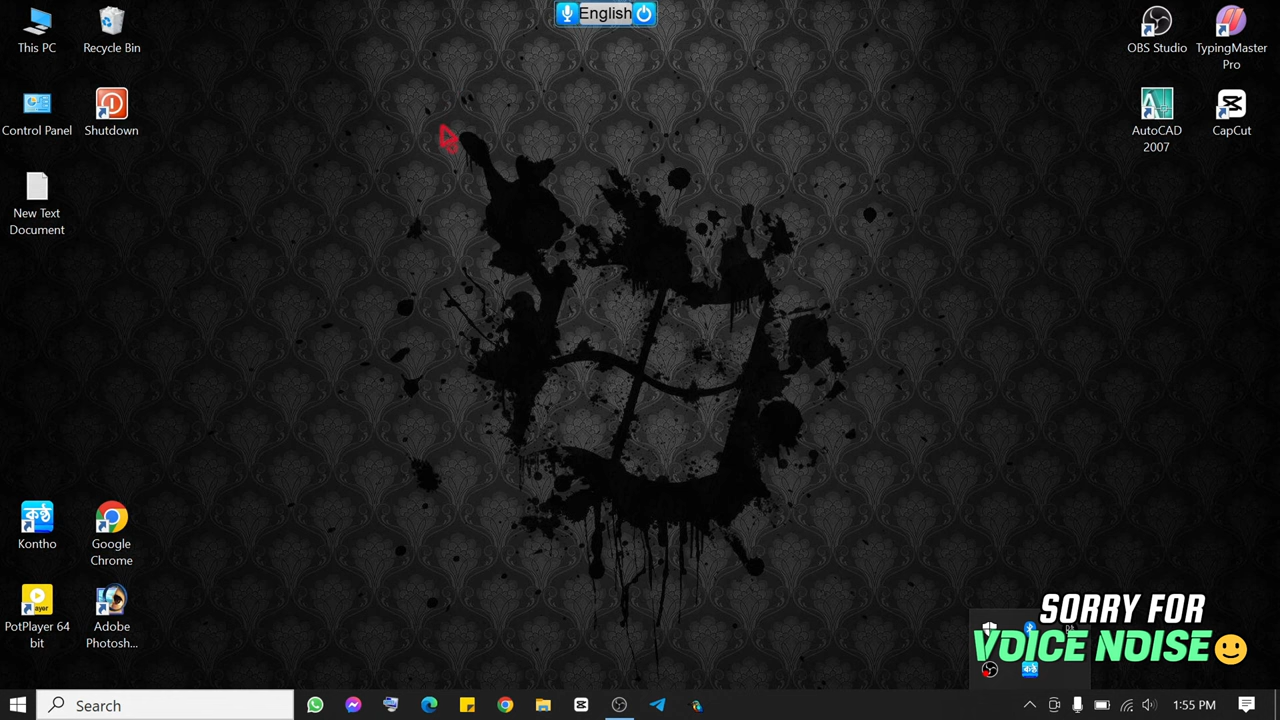 English
This PC
Recycle Bin
Control Panel
Shutdown
New Text
Document
OBS Studio
TypingMaster
Pro
AutoCAD
2007
CapCut
কণ্ঠ
Kontho
Google
Chrome
PotPlayer 64
bit
Adobe
Photosh...
SORRY FOR
VOICE NOISE
Search
1:55 PM